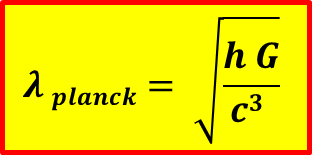 λ planck = √(h G / c³)